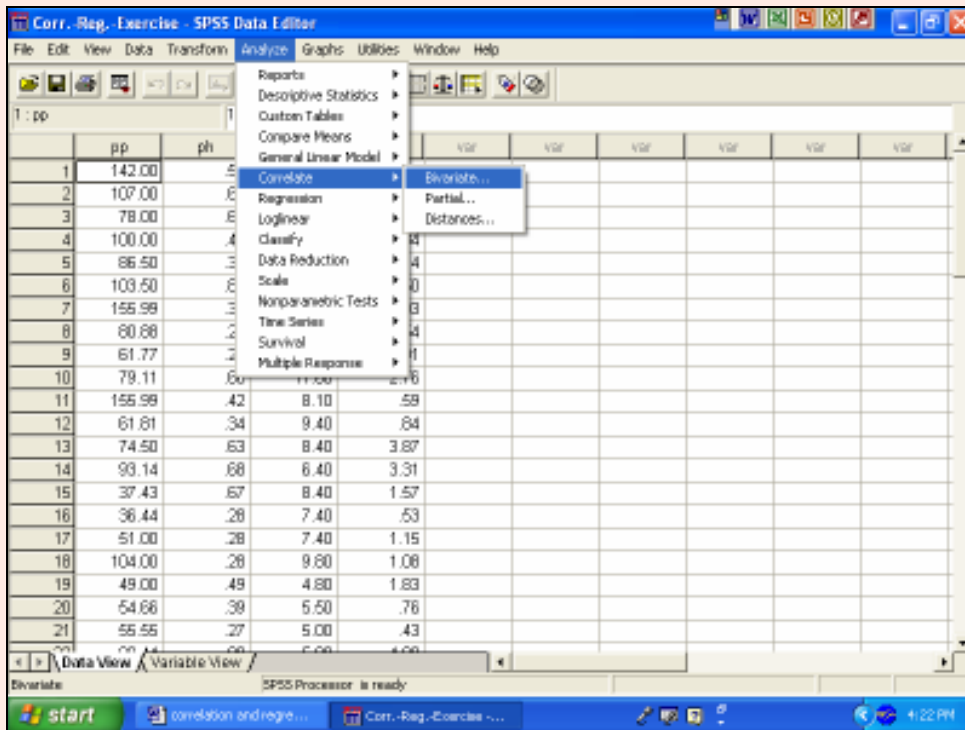 Corr.-Reg.-Exercise - SPSS Data Editor
File Edit View Data Transform Analyze Graphs Utilities Window Help
1 : pp
Reports
Descriptive Statistics
Custom Tables
Compare Means
General Linear Model
Correlate
Regression
Loglinear
Classify
Data Reduction
Scale
Nonparametric Tests
Time Series
Survival
Multiple Response
Bivariate...
Partial...
Distances...
pp ph var var var var var var
1 142.00
2 107.00
3 78.00
4 100.00
5 86.50
6 103.50
7 155.99
8 80.88
9 61.77
10 79.11 .60 11.60 2.16
11 155.99 .42 8.10 .59
12 61.81 .34 9.40 .84
13 74.50 .63 8.40 3.87
14 93.14 .68 6.40 3.31
15 37.43 .67 8.40 1.57
16 36.44 .28 7.40 .53
17 51.00 .28 7.40 1.15
18 104.00 .28 9.80 1.08
19 49.00 .49 4.80 1.83
20 54.66 .39 5.50 .76
21 55.55 .27 5.00 .43
Data View Variable View
Bivariate SPSS Processor is ready
start correlation and regre... Corr.-Reg.-Exercise -... 4:22 PM